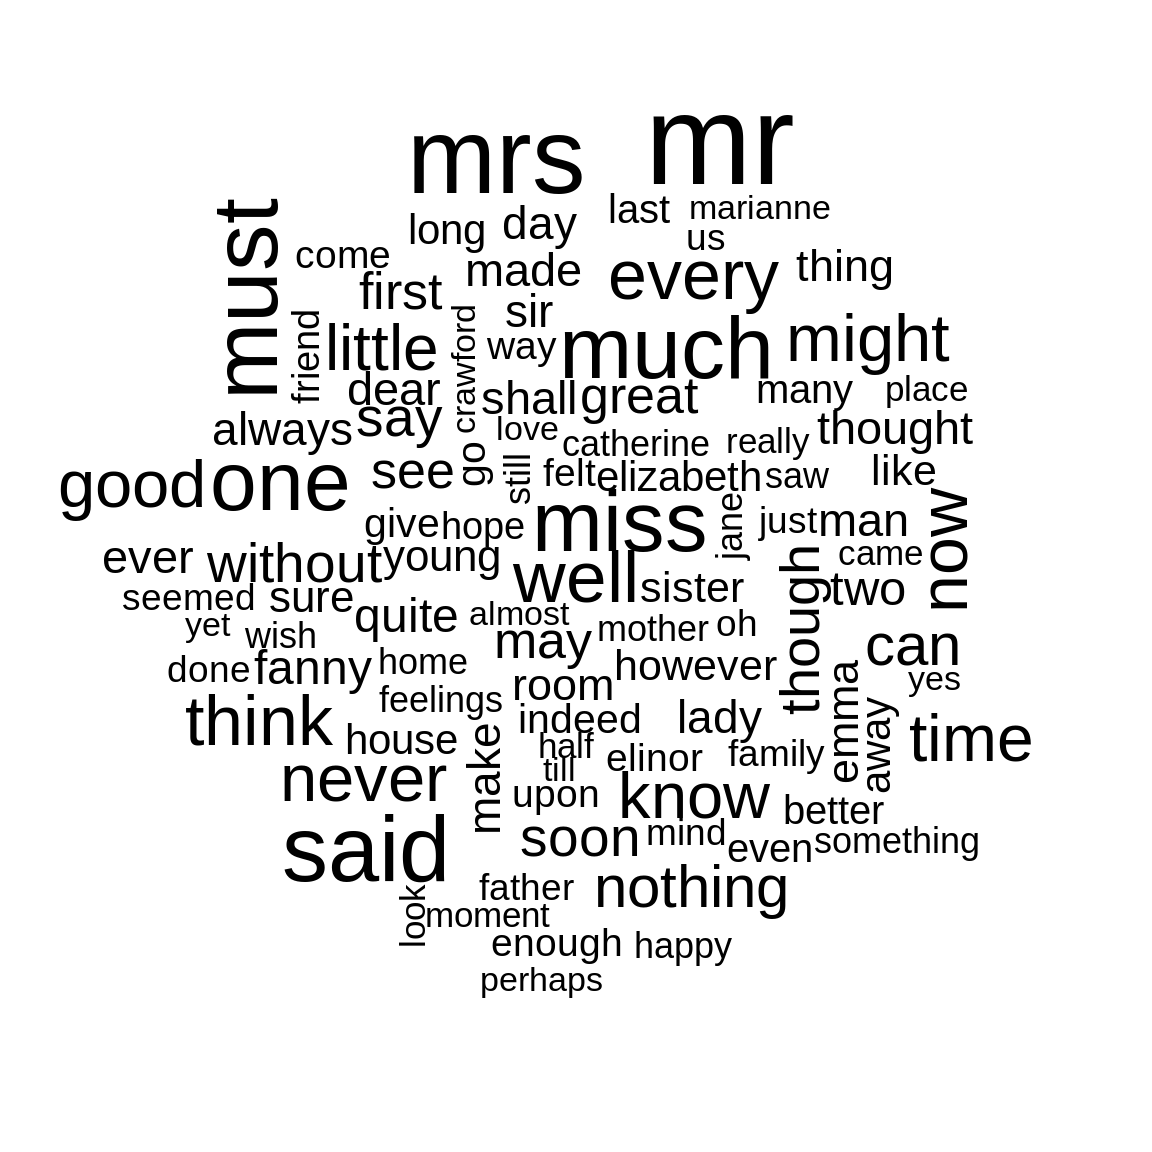 mr
mrs
must
last marianne
long day
us
come made every thing
first
sir
friend little crawford way much might
dear shall great many place
always say love thought
go catherine really
good one see still felt elizabeth saw like
miss jane now
give hope just man
ever without young well came
seemed sure sister though two
quite almost
yet wish may mother oh
can
done fanny home however
emma yes
feelings room
think indeed lady away time
house make half elinor family
never till
upon know better
said soon mind even something
look father nothing
moment
enough happy
perhaps